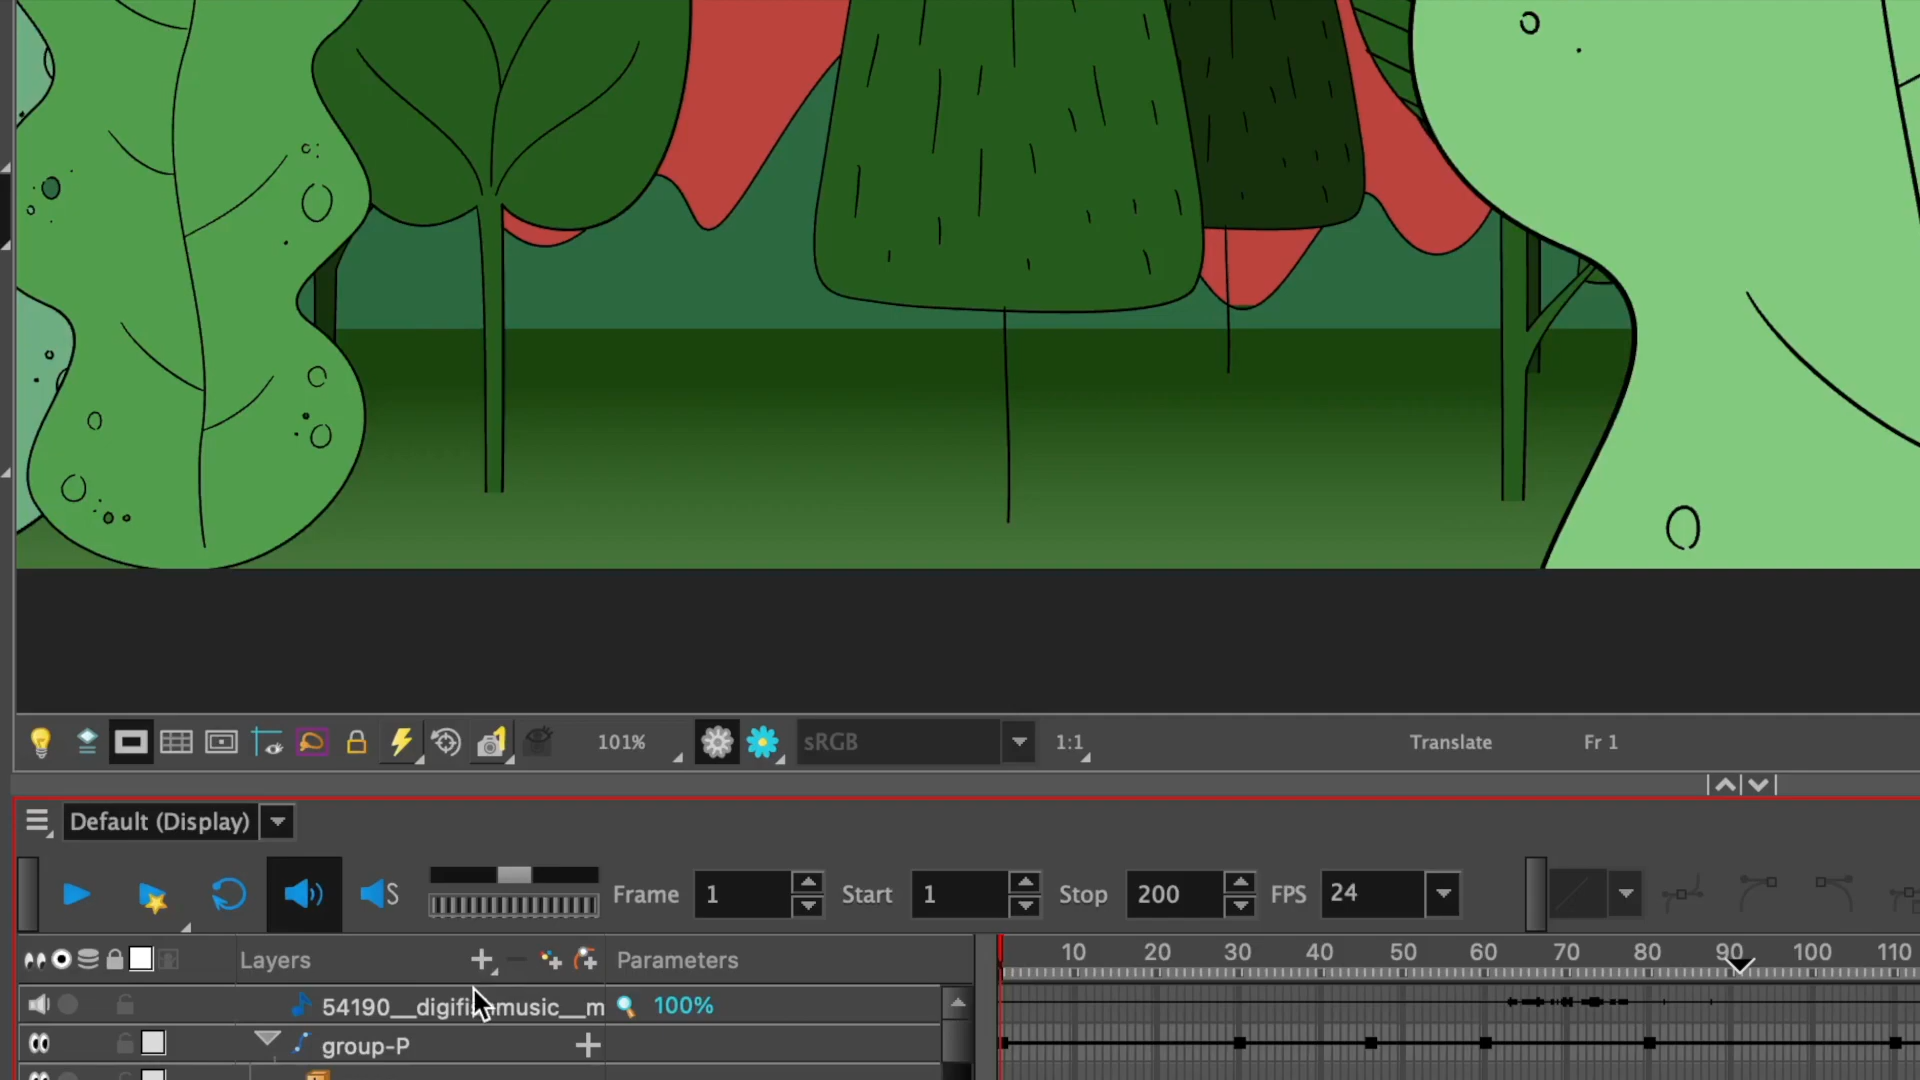 101% sRGB 1:1 Translate Fr 1
Default (Display)
S Frame 1 Start 1 Stop 200 FPS 24
Layers Parameters 10 20 30 40 50 60 70 80 90 100 110
100%
group-P